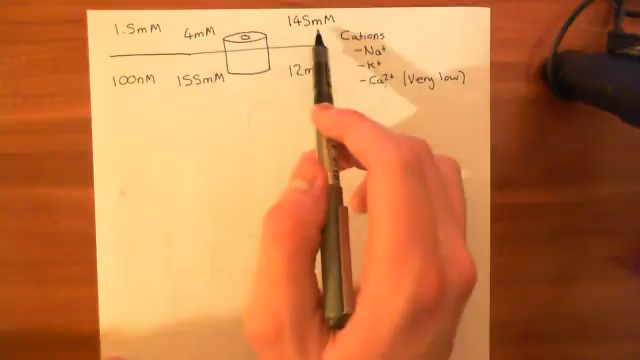 1.5mM 4mM 145mM
Cations
-Na+
-K+
100nM 155mM
-Ca2+ (Very low)